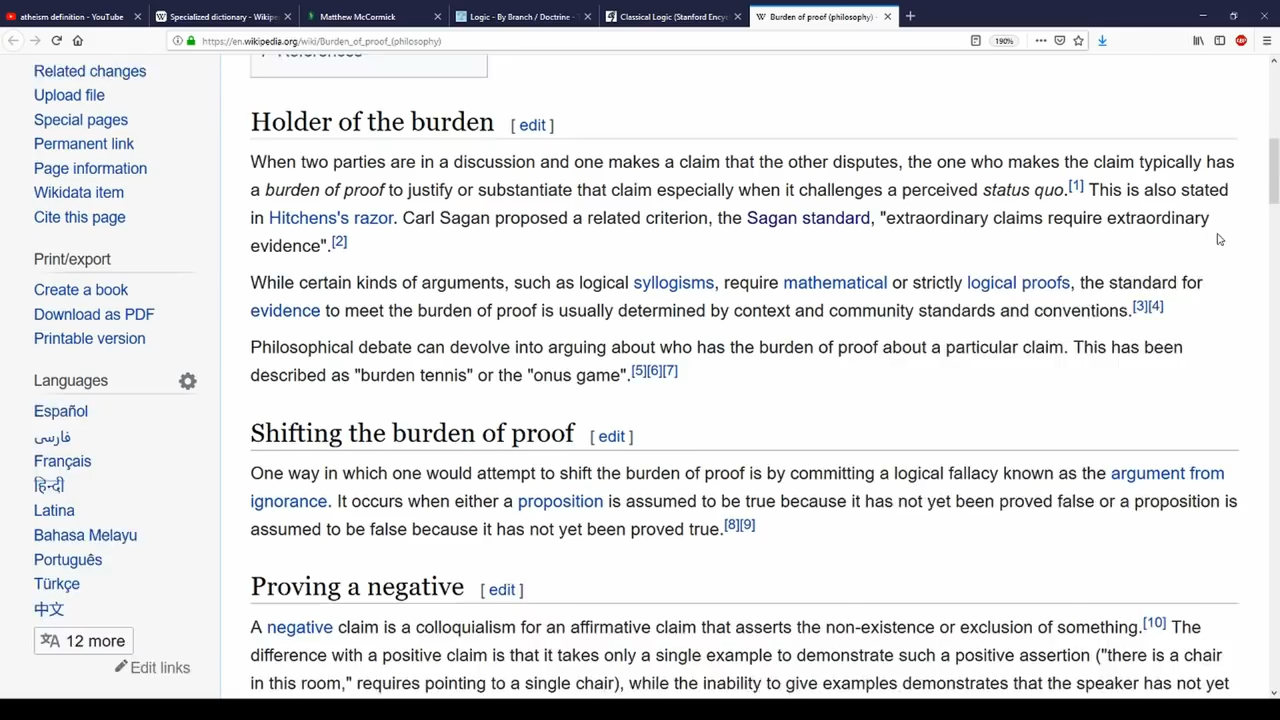 atheism definition - YouTube
Specialized dictionary - Wikip
Matthew McCormick
Logic - By Branch / Doctrine - T
Classical Logic (Stanford Ency
Burden of proof (philosophy) -
https://en.wikipedia.org/wiki/Burden_of_proof_(philosophy)
190%
Related changes
Upload file
Special pages
Permanent link
Page information
Wikidata item
Cite this page
Print/export
Create a book
Download as PDF
Printable version
Languages
Español
فارسی
Français
हिन्दी
Latina
Bahasa Melayu
Português
Türkçe
中文
12 more
Edit links
Holder of the burden [ edit ]
When two parties are in a discussion and one makes a claim that the other disputes, the one who makes the claim typically has
a burden of proof to justify or substantiate that claim especially when it challenges a perceived status quo.[1] This is also stated
in Hitchens's razor. Carl Sagan proposed a related criterion, the Sagan standard, "extraordinary claims require extraordinary
evidence".[2]
While certain kinds of arguments, such as logical syllogisms, require mathematical or strictly logical proofs, the standard for
evidence to meet the burden of proof is usually determined by context and community standards and conventions.[3][4]
Philosophical debate can devolve into arguing about who has the burden of proof about a particular claim. This has been
described as "burden tennis" or the "onus game".[5][6][7]
Shifting the burden of proof [ edit ]
One way in which one would attempt to shift the burden of proof is by committing a logical fallacy known as the argument from
ignorance. It occurs when either a proposition is assumed to be true because it has not yet been proved false or a proposition is
assumed to be false because it has not yet been proved true.[8][9]
Proving a negative [ edit ]
A negative claim is a colloquialism for an affirmative claim that asserts the non-existence or exclusion of something.[10] The
difference with a positive claim is that it takes only a single example to demonstrate such a positive assertion ("there is a chair
in this room," requires pointing to a single chair), while the inability to give examples demonstrates that the speaker has not yet